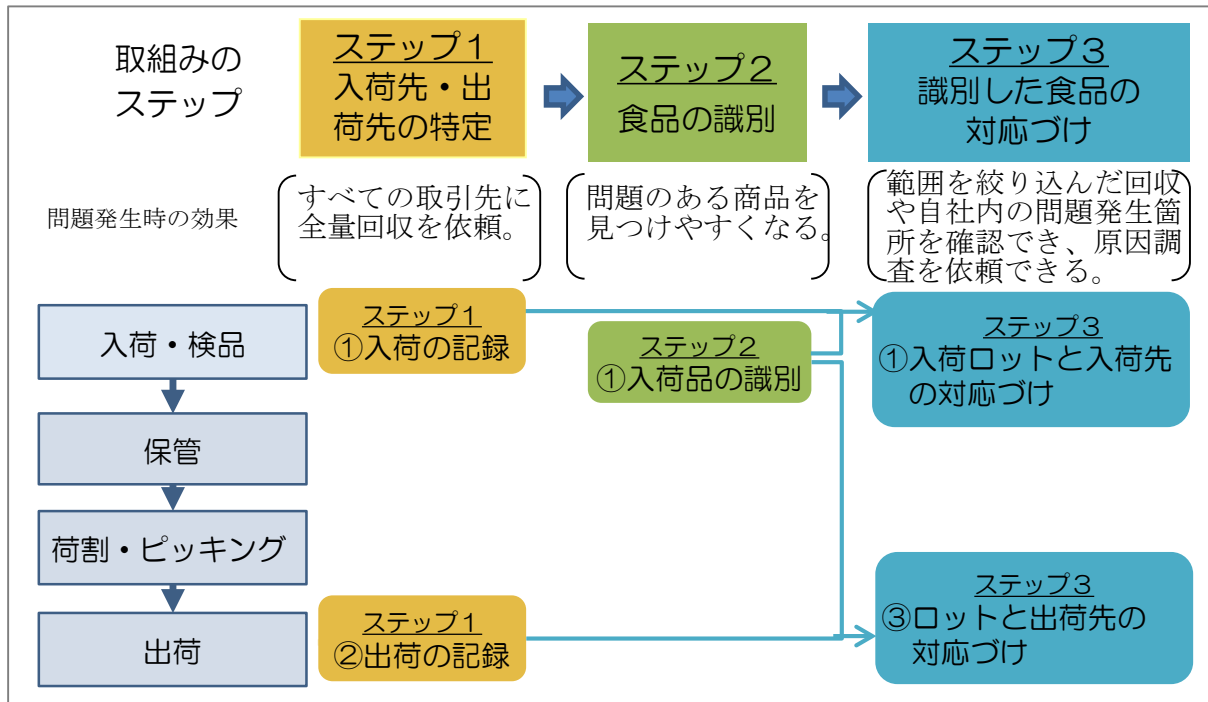 取組みの
ステップ
ステップ1
入荷先・出
荷先の特定
ステップ2
食品の識別
ステップ3
識別した食品の
対応づけ
問題発生時の効果
すべての取引先に
全量回収を依頼。
問題のある商品を
見つけやすくなる。
範囲を絞り込んだ回収
や自社内の問題発生箇
所を確認でき、原因調
査を依頼できる。
入荷・検品
ステップ1
①入荷の記録
ステップ2
①入荷品の識別
ステップ3
①入荷ロットと入荷先
の対応づけ
保管
荷割・ピッキング
出荷
ステップ1
②出荷の記録
ステップ3
③ロットと出荷先の
対応づけ